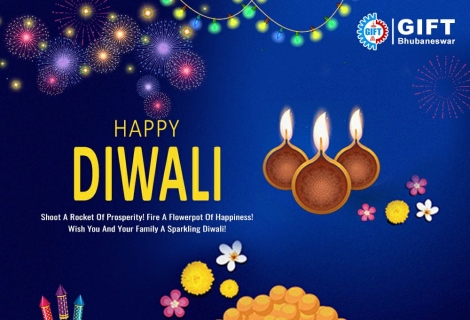 GIFT
GIFT
Bhubaneswar
HAPPY
DIWALI
Shoot A Rocket Of Prosperity! Fire A Flowerpot Of Happiness!
Wish You And Your Family A Sparkling Diwali!